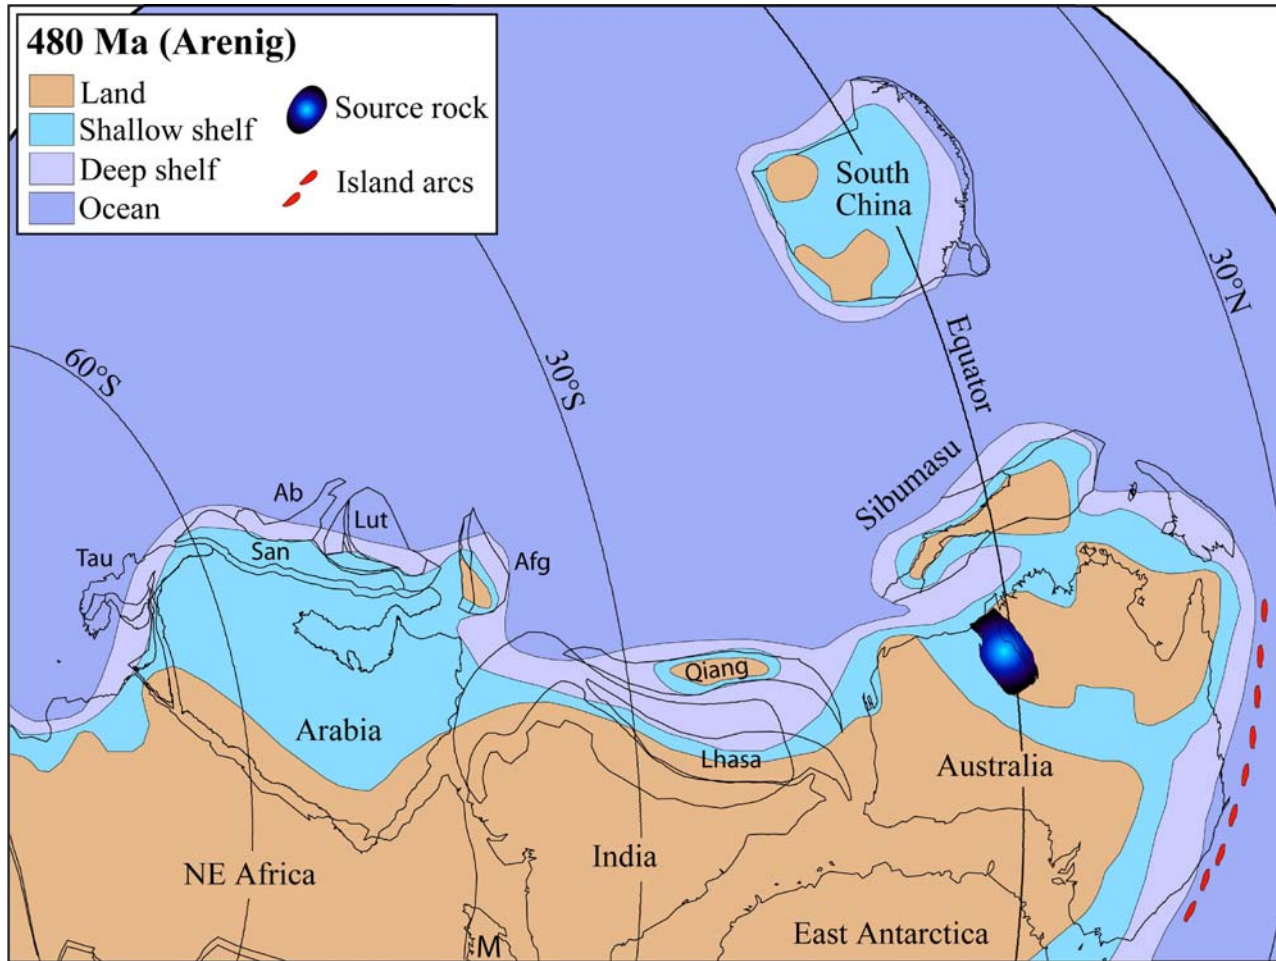 480 Ma (Arenig)
Land
Shallow shelf
Deep shelf
Ocean
Source rock
Island arcs
South
China
30°N
Equator
60°S
30°S
Sibumasu
Ab
Lut
San
Tau
Afg
Qiang
Arabia
Lhasa
Australia
NE Africa
India
East Antarctica
M